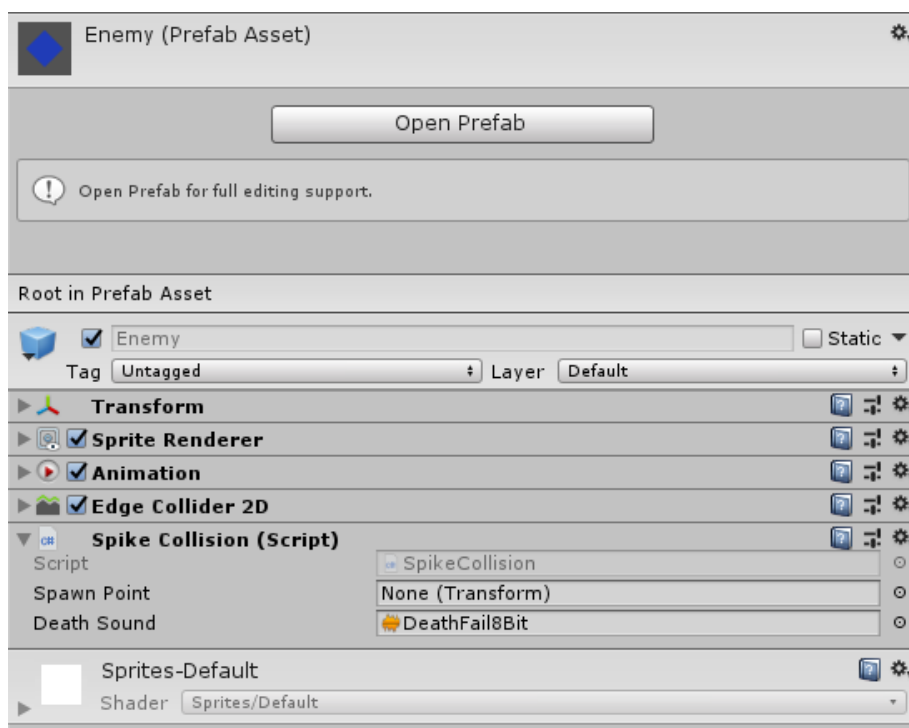 Enemy (Prefab Asset)
Open Prefab
Open Prefab for full editing support.
Root in Prefab Asset
Enemy Static
Tag Untagged Layer Default
Transform
Sprite Renderer
Animation
Edge Collider 2D
C# Spike Collision (Script)
Script SpikeCollision
Spawn Point None (Transform)
Death Sound DeathFail8Bit
Sprites-Default
Shader Sprites/Default